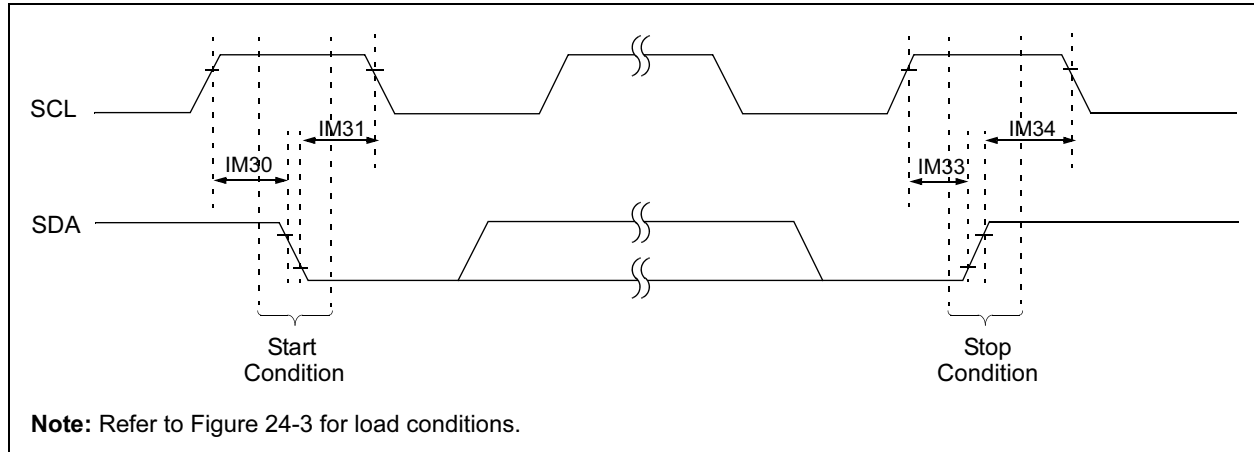 SCL
IM31
IM34
IM30
IM33
SDA
Start
Condition
Stop
Condition
Note: Refer to Figure 24-3 for load conditions.